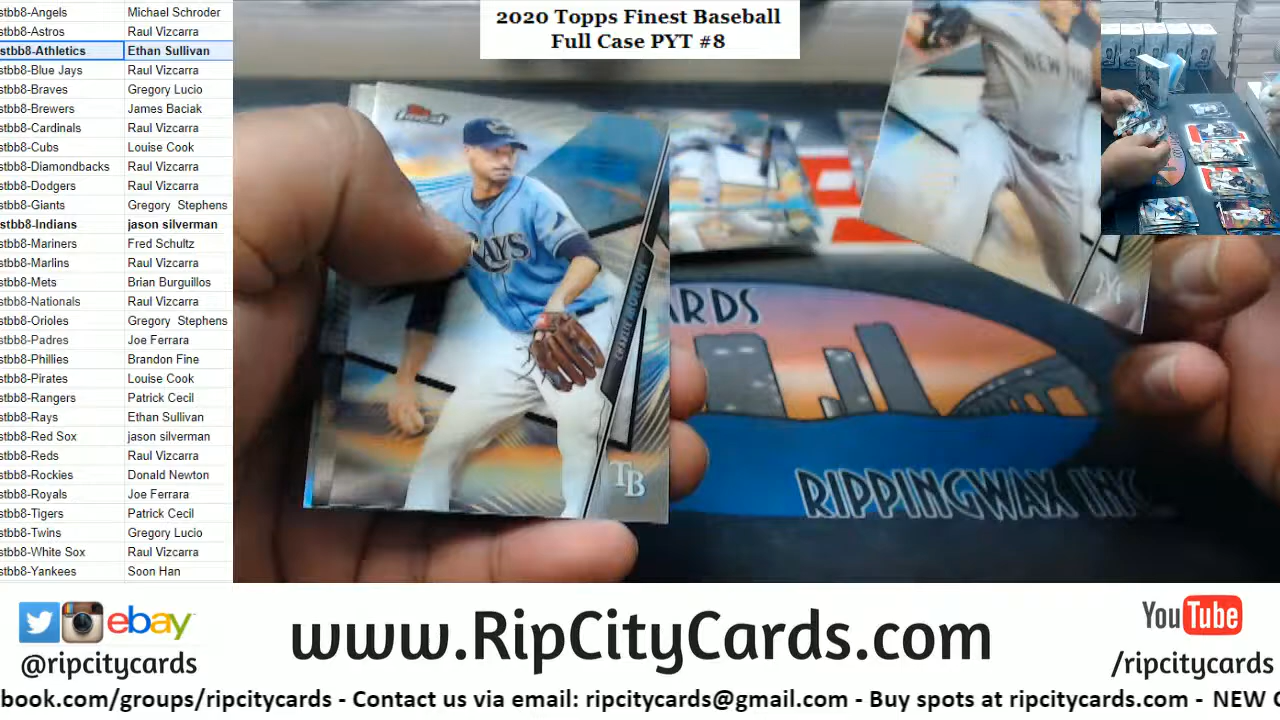 stbb8-Angels Michael Schroder
stbb8-Astros Raul Vizcarra
stbb8-Athletics Ethan Sullivan
stbb8-Blue Jays Raul Vizcarra
stbb8-Braves Gregory Lucio
stbb8-Brewers James Baciak
stbb8-Cardinals Raul Vizcarra
stbb8-Cubs Louise Cook
stbb8-Diamondbacks Raul Vizcarra
stbb8-Dodgers Raul Vizcarra
stbb8-Giants Gregory Stephens
stbb8-Indians jason silverman
stbb8-Mariners Fred Schultz
stbb8-Marlins Raul Vizcarra
stbb8-Mets Brian Burguillos
stbb8-Nationals Raul Vizcarra
stbb8-Orioles Gregory Stephens
stbb8-Padres Joe Ferrara
stbb8-Phillies Brandon Fine
stbb8-Pirates Louise Cook
stbb8-Rangers Patrick Cecil
stbb8-Rays Ethan Sullivan
stbb8-Red Sox jason silverman
stbb8-Reds Raul Vizcarra
stbb8-Rockies Donald Newton
stbb8-Royals Joe Ferrara
stbb8-Tigers Patrick Cecil
stbb8-Twins Gregory Lucio
stbb8-White Sox Raul Vizcarra
stbb8-Yankees Soon Han
2020 Topps Finest Baseball
Full Case PYT #8
Finest
RAYS
CHARLIE MORTON
TB
NEW
ARDS
RIPPINGWAX INC
ebay
@ripcitycards
www.RipCityCards.com
YouTube
/ripcitycards
book.com/groups/ripcitycards - Contact us via email: ripcitycards@gmail.com - Buy spots at ripcitycards.com - NEW